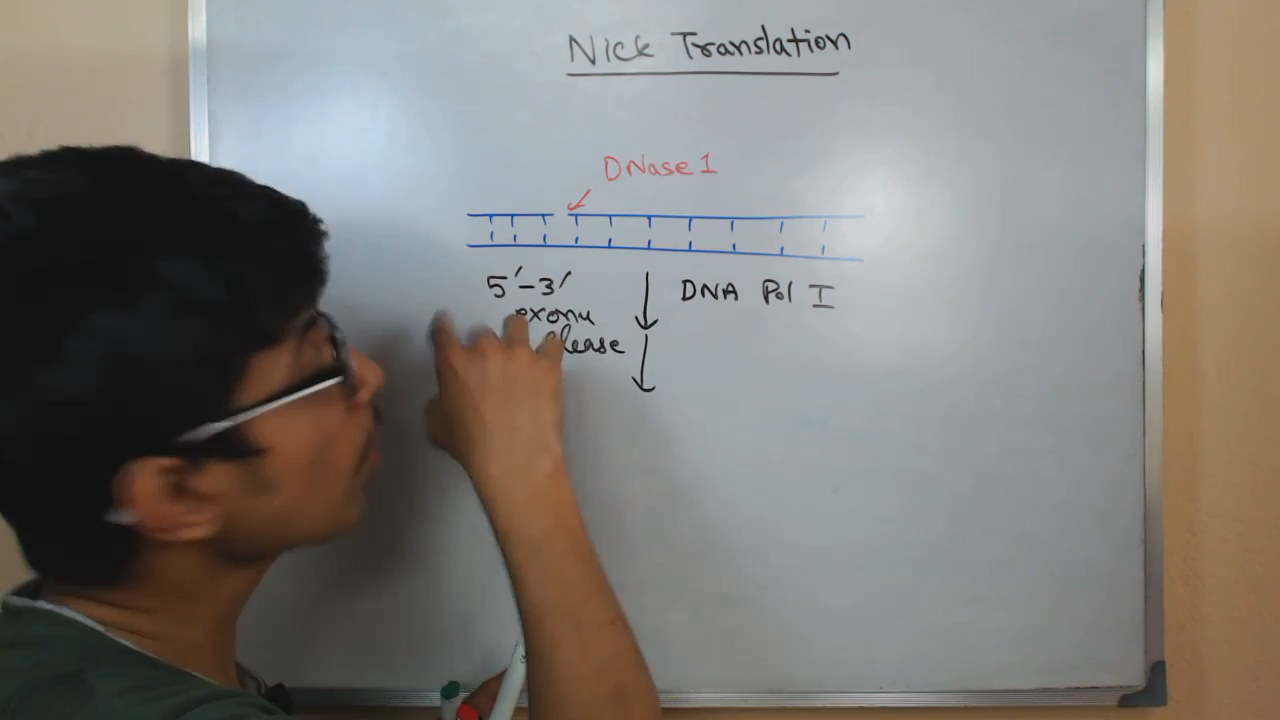 Nick Translation
DNase 1
5'-3'
DNA Pol I
exonu
clease